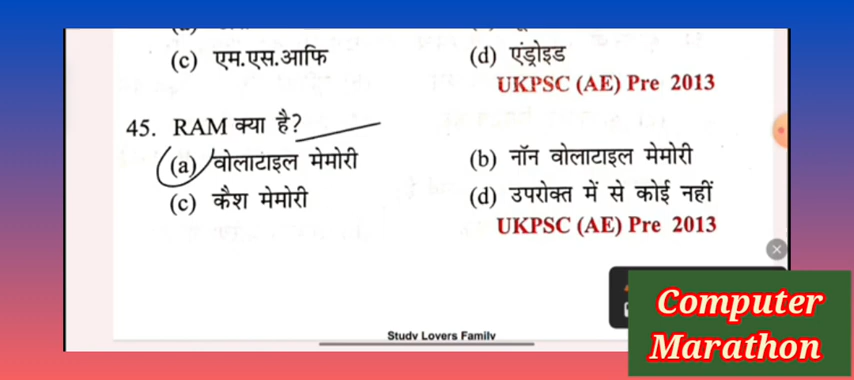 (c) एम.एस.आफि (d) एंड्रोइड
UKPSC (AE) Pre 2013
45. RAM क्या है?
(a) वोलाटाइल मेमोरी (b) नॉन वोलाटाइल मेमोरी
(c) कैश मेमोरी (d) उपरोक्त में से कोई नहीं
UKPSC (AE) Pre 2013
Study Lovers Family
Computer
Marathon